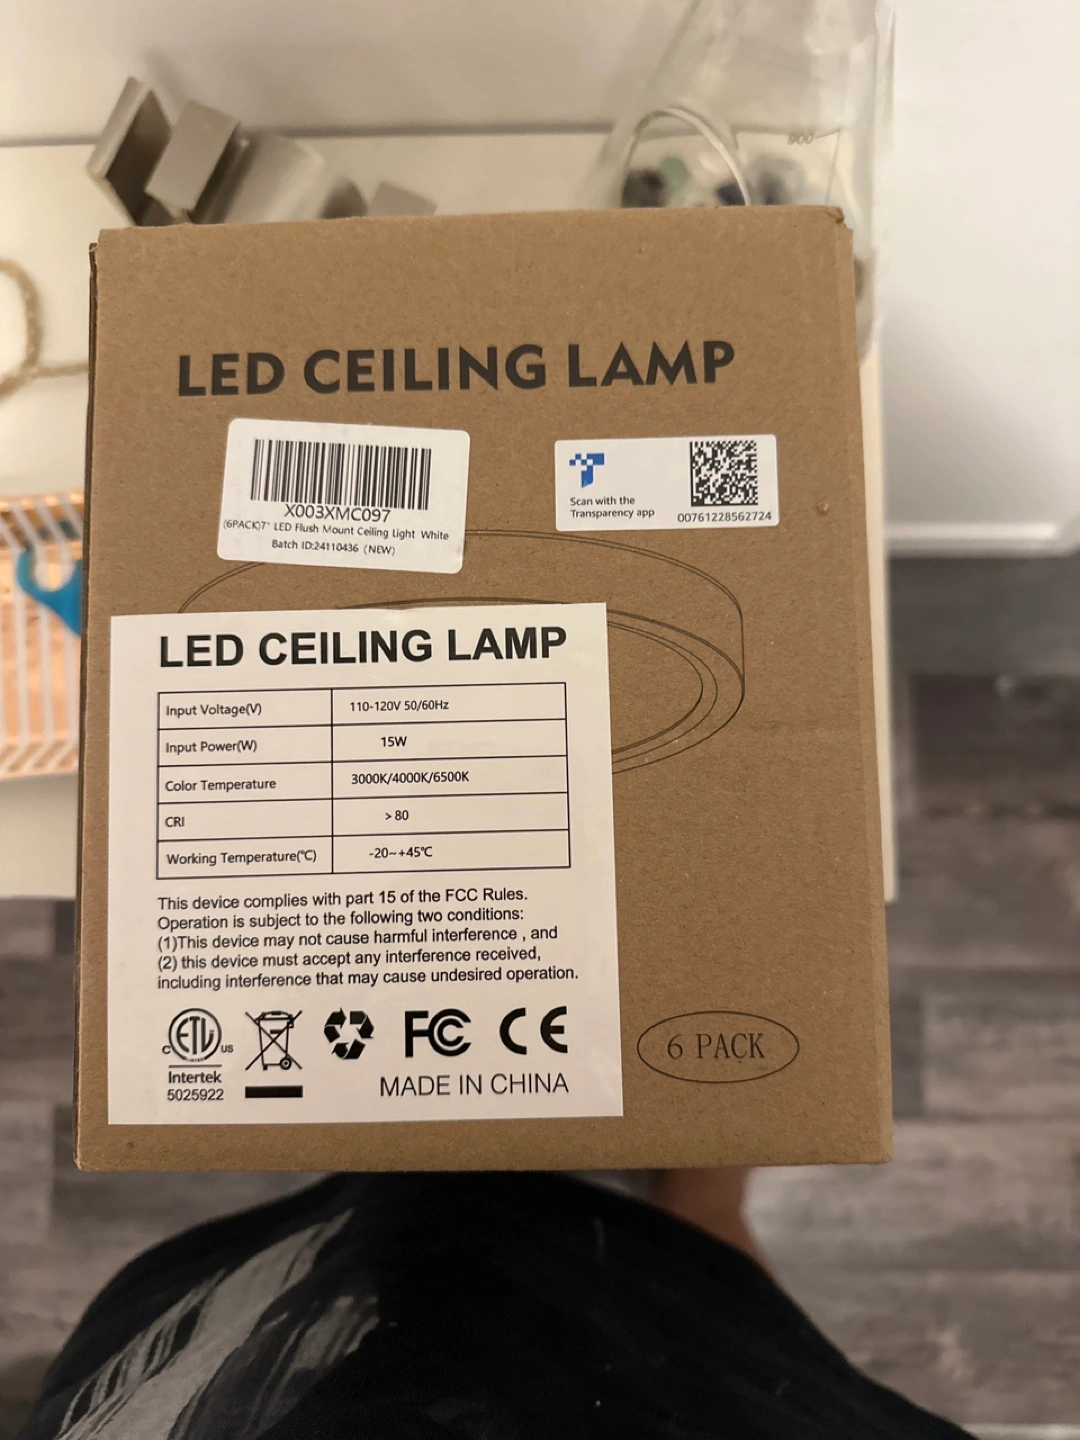 900
LED CEILING LAMP
X003XMC097
(6PACK)7" LED Flush Mount Ceiling Light White
Batch ID:24110436 (NEW)
Scan with the
Transparency app
00761228562724
LED CEILING LAMP
Input Voltage(V) 110-120V 50/60Hz
Input Power(W) 15W
Color Temperature 3000K/4000K/6500K
CRI >80
Working Temperature(℃) -20~+45℃
This device complies with part 15 of the FCC Rules.
Operation is subject to the following two conditions:
(1)This device may not cause harmful interference , and
(2) this device must accept any interference received,
including interference that may cause undesired operation.
C ETL US
LISTED
Intertek
5025922
FC CE
MADE IN CHINA
6 PACK